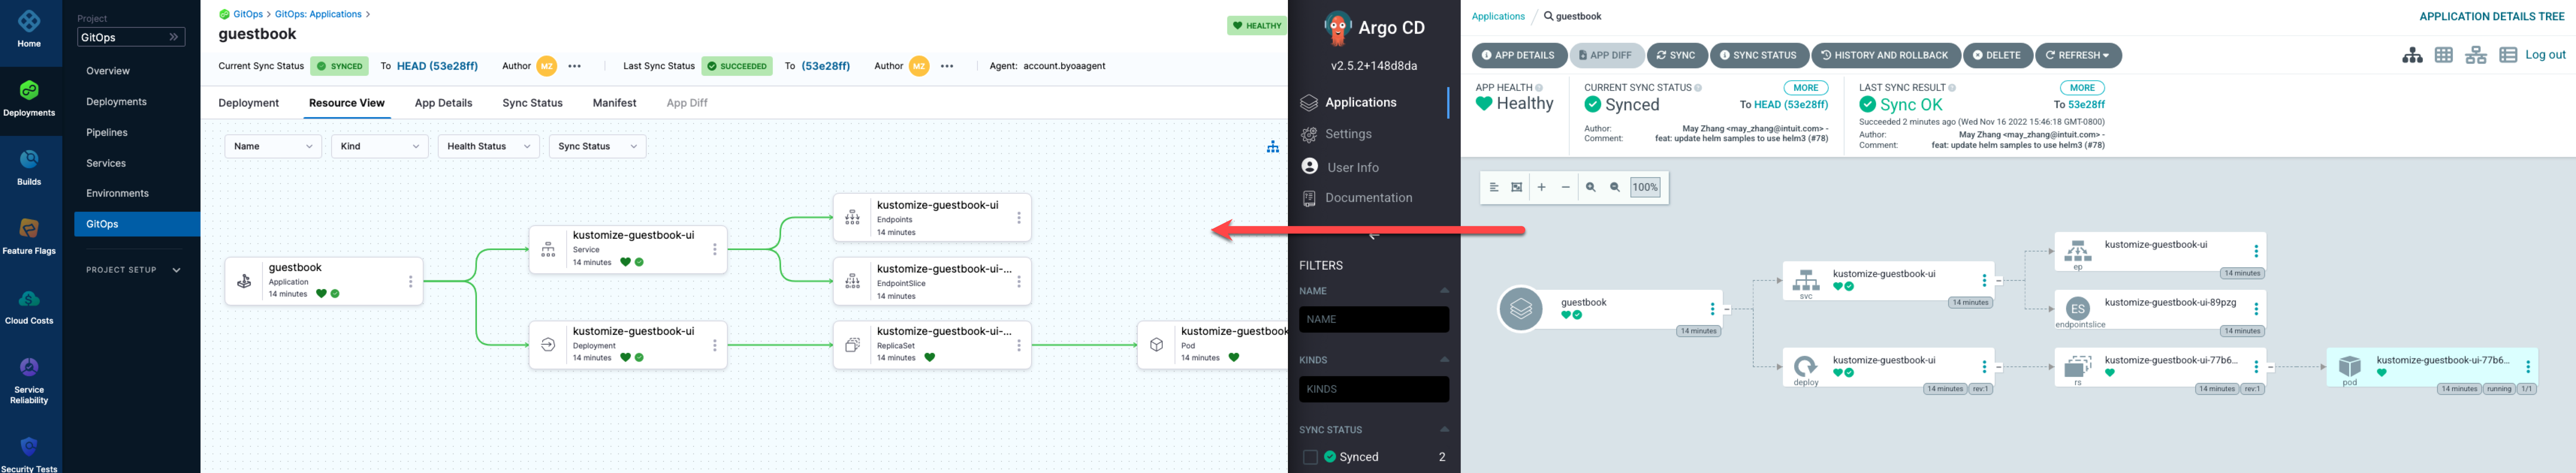 Home
Deployments
Builds
Feature Flags
Cloud Costs
Service
Reliability
Security Tests
Project
GitOps
Overview
Deployments
Pipelines
Services
Environments
GitOps
PROJECT SETUP
GitOps > GitOps: Applications >
guestbook
HEALTHY
Current Sync Status SYNCED To HEAD (53e28ff) Author MZ Last Sync Status SUCCEEDED To (53e28ff) Author MZ Agent: account.byoaagent
Deployment Resource View App Details Sync Status Manifest App Diff
Name Kind Health Status Sync Status
guestbook
Application
14 minutes
kustomize-guestbook-ui
Service
14 minutes
kustomize-guestbook-ui
Deployment
14 minutes
kustomize-guestbook-ui
Endpoints
14 minutes
kustomize-guestbook-ui-...
EndpointSlice
14 minutes
kustomize-guestbook-ui-...
ReplicaSet
14 minutes
kustomize-guestbook
Pod
14 minutes
Argo CD
v2.5.2+148d8da
Applications
Settings
User Info
Documentation
FILTERS
NAME
NAME
KINDS
KINDS
SYNC STATUS
Synced 2
Applications / guestbook
APPLICATION DETAILS TREE
APP DETAILS APP DIFF SYNC SYNC STATUS HISTORY AND ROLLBACK DELETE REFRESH
Log out
APP HEALTH
Healthy
CURRENT SYNC STATUS MORE
Synced To HEAD (53e28ff)
Author: May Zhang <may_zhang@intuit.com> -
Comment: feat: update helm samples to use helm3 (#78)
LAST SYNC RESULT MORE
Sync OK To 53e28ff
Succeeded 2 minutes ago (Wed Nov 16 2022 15:46:18 GMT-0800)
Author: May Zhang <may_zhang@intuit.com> -
Comment: feat: update helm samples to use helm3 (#78)
100%
guestbook
14 minutes
svc
kustomize-guestbook-ui
14 minutes
deploy
kustomize-guestbook-ui
14 minutes rev:1
ep
kustomize-guestbook-ui
14 minutes
ES
endpointslice
kustomize-guestbook-ui-89pzg
14 minutes
rs
kustomize-guestbook-ui-77b6...
14 minutes rev:1
pod
kustomize-guestbook-ui-77b6...
14 minutes running 1/1